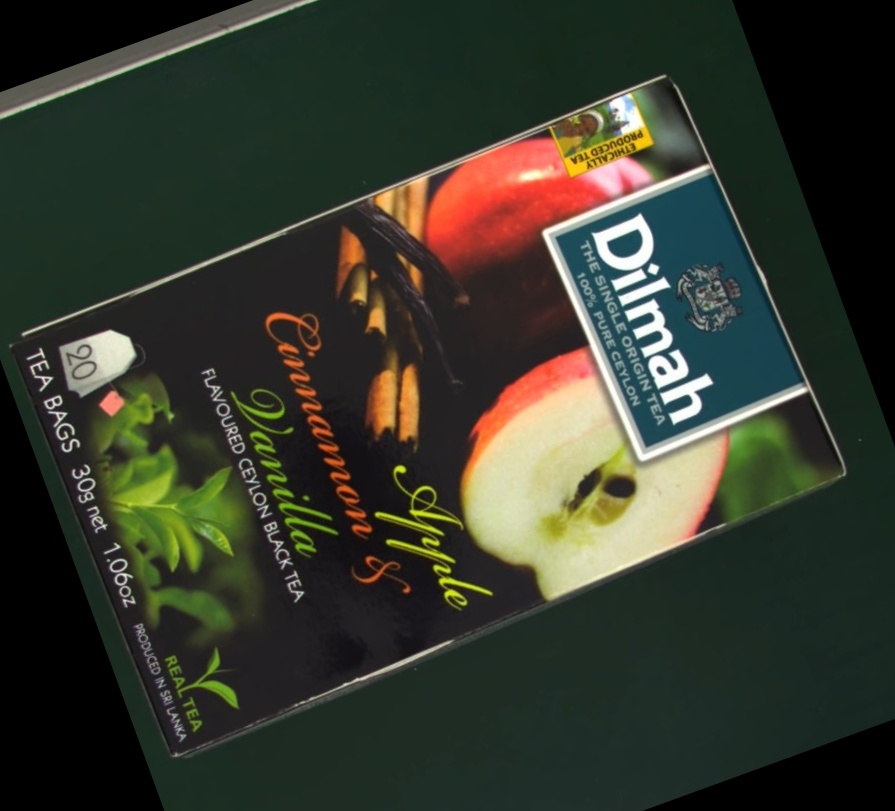 ETHICALLY
PRODUCED TEA
Dilmah
THE SINGLE ORIGIN TEA
100% PURE CEYLON
Apple
Cinnamon &
Vanilla
FLAVOURED CEYLON BLACK TEA
20
TEA BAGS 30g net 1.06oz
REAL TEA
PRODUCED IN SRI LANKA